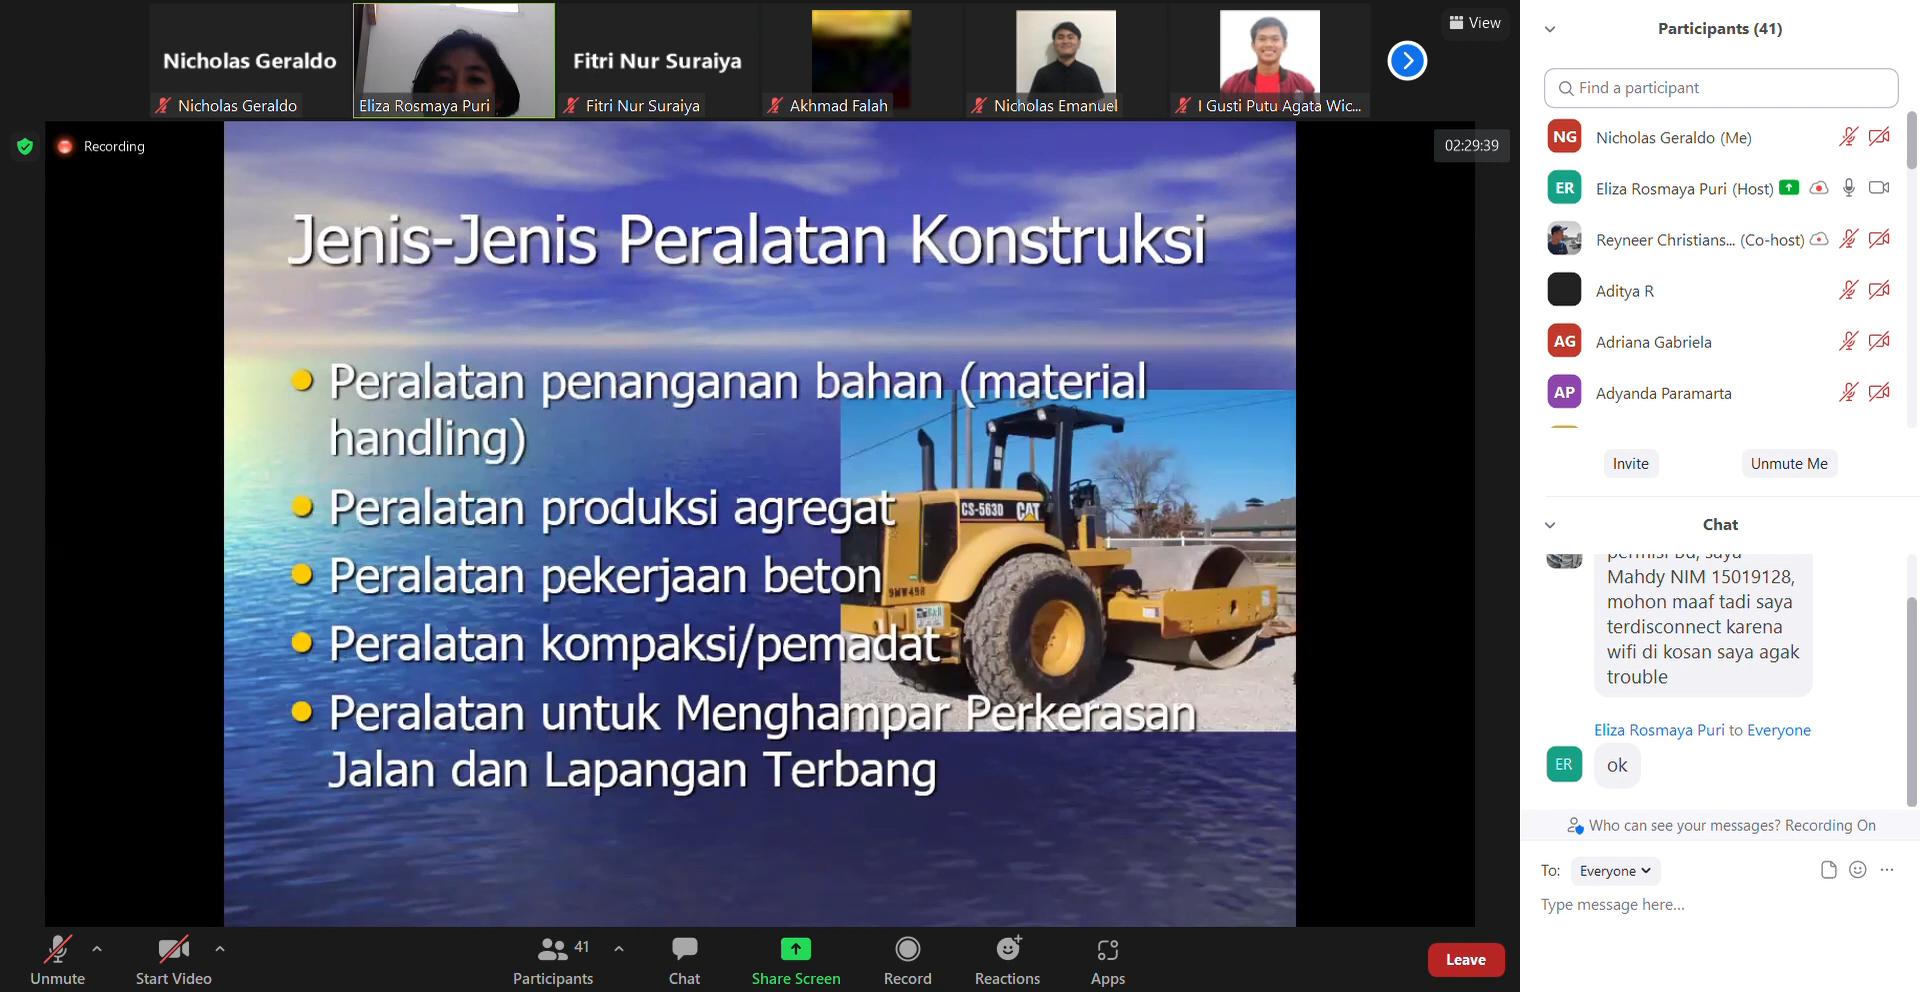 Nicholas Geraldo
Nicholas Geraldo
Eliza Rosmaya Puri
Fitri Nur Suraiya
Fitri Nur Suraiya
Akhmad Falah
Nicholas Emanuel
I Gusti Putu Agata Wic...
View
Recording
02:29:39
Jenis-Jenis Peralatan Konstruksi
Peralatan penanganan bahan (material
handling)
Peralatan produksi agregat
Peralatan pekerjaan beton
Peralatan kompaksi/pemadat
Peralatan untuk Menghampar Perkerasan
Jalan dan Lapangan Terbang
CS-563D CAT
9MW498
Unmute
Start Video
41
Participants
Chat
Share Screen
Record
Reactions
Apps
Leave
Participants (41)
Find a participant
NG Nicholas Geraldo (Me)
ER Eliza Rosmaya Puri (Host)
Reyneer Christians... (Co-host)
Aditya R
AG Adriana Gabriela
AP Adyanda Paramarta
Invite
Unmute Me
Chat
permisi Bu, saya
Mahdy NIM 15019128,
mohon maaf tadi saya
terdisconnect karena
wifi di kosan saya agak
trouble
Eliza Rosmaya Puri to Everyone
ER
ok
Who can see your messages? Recording On
To: Everyone
Type message here...